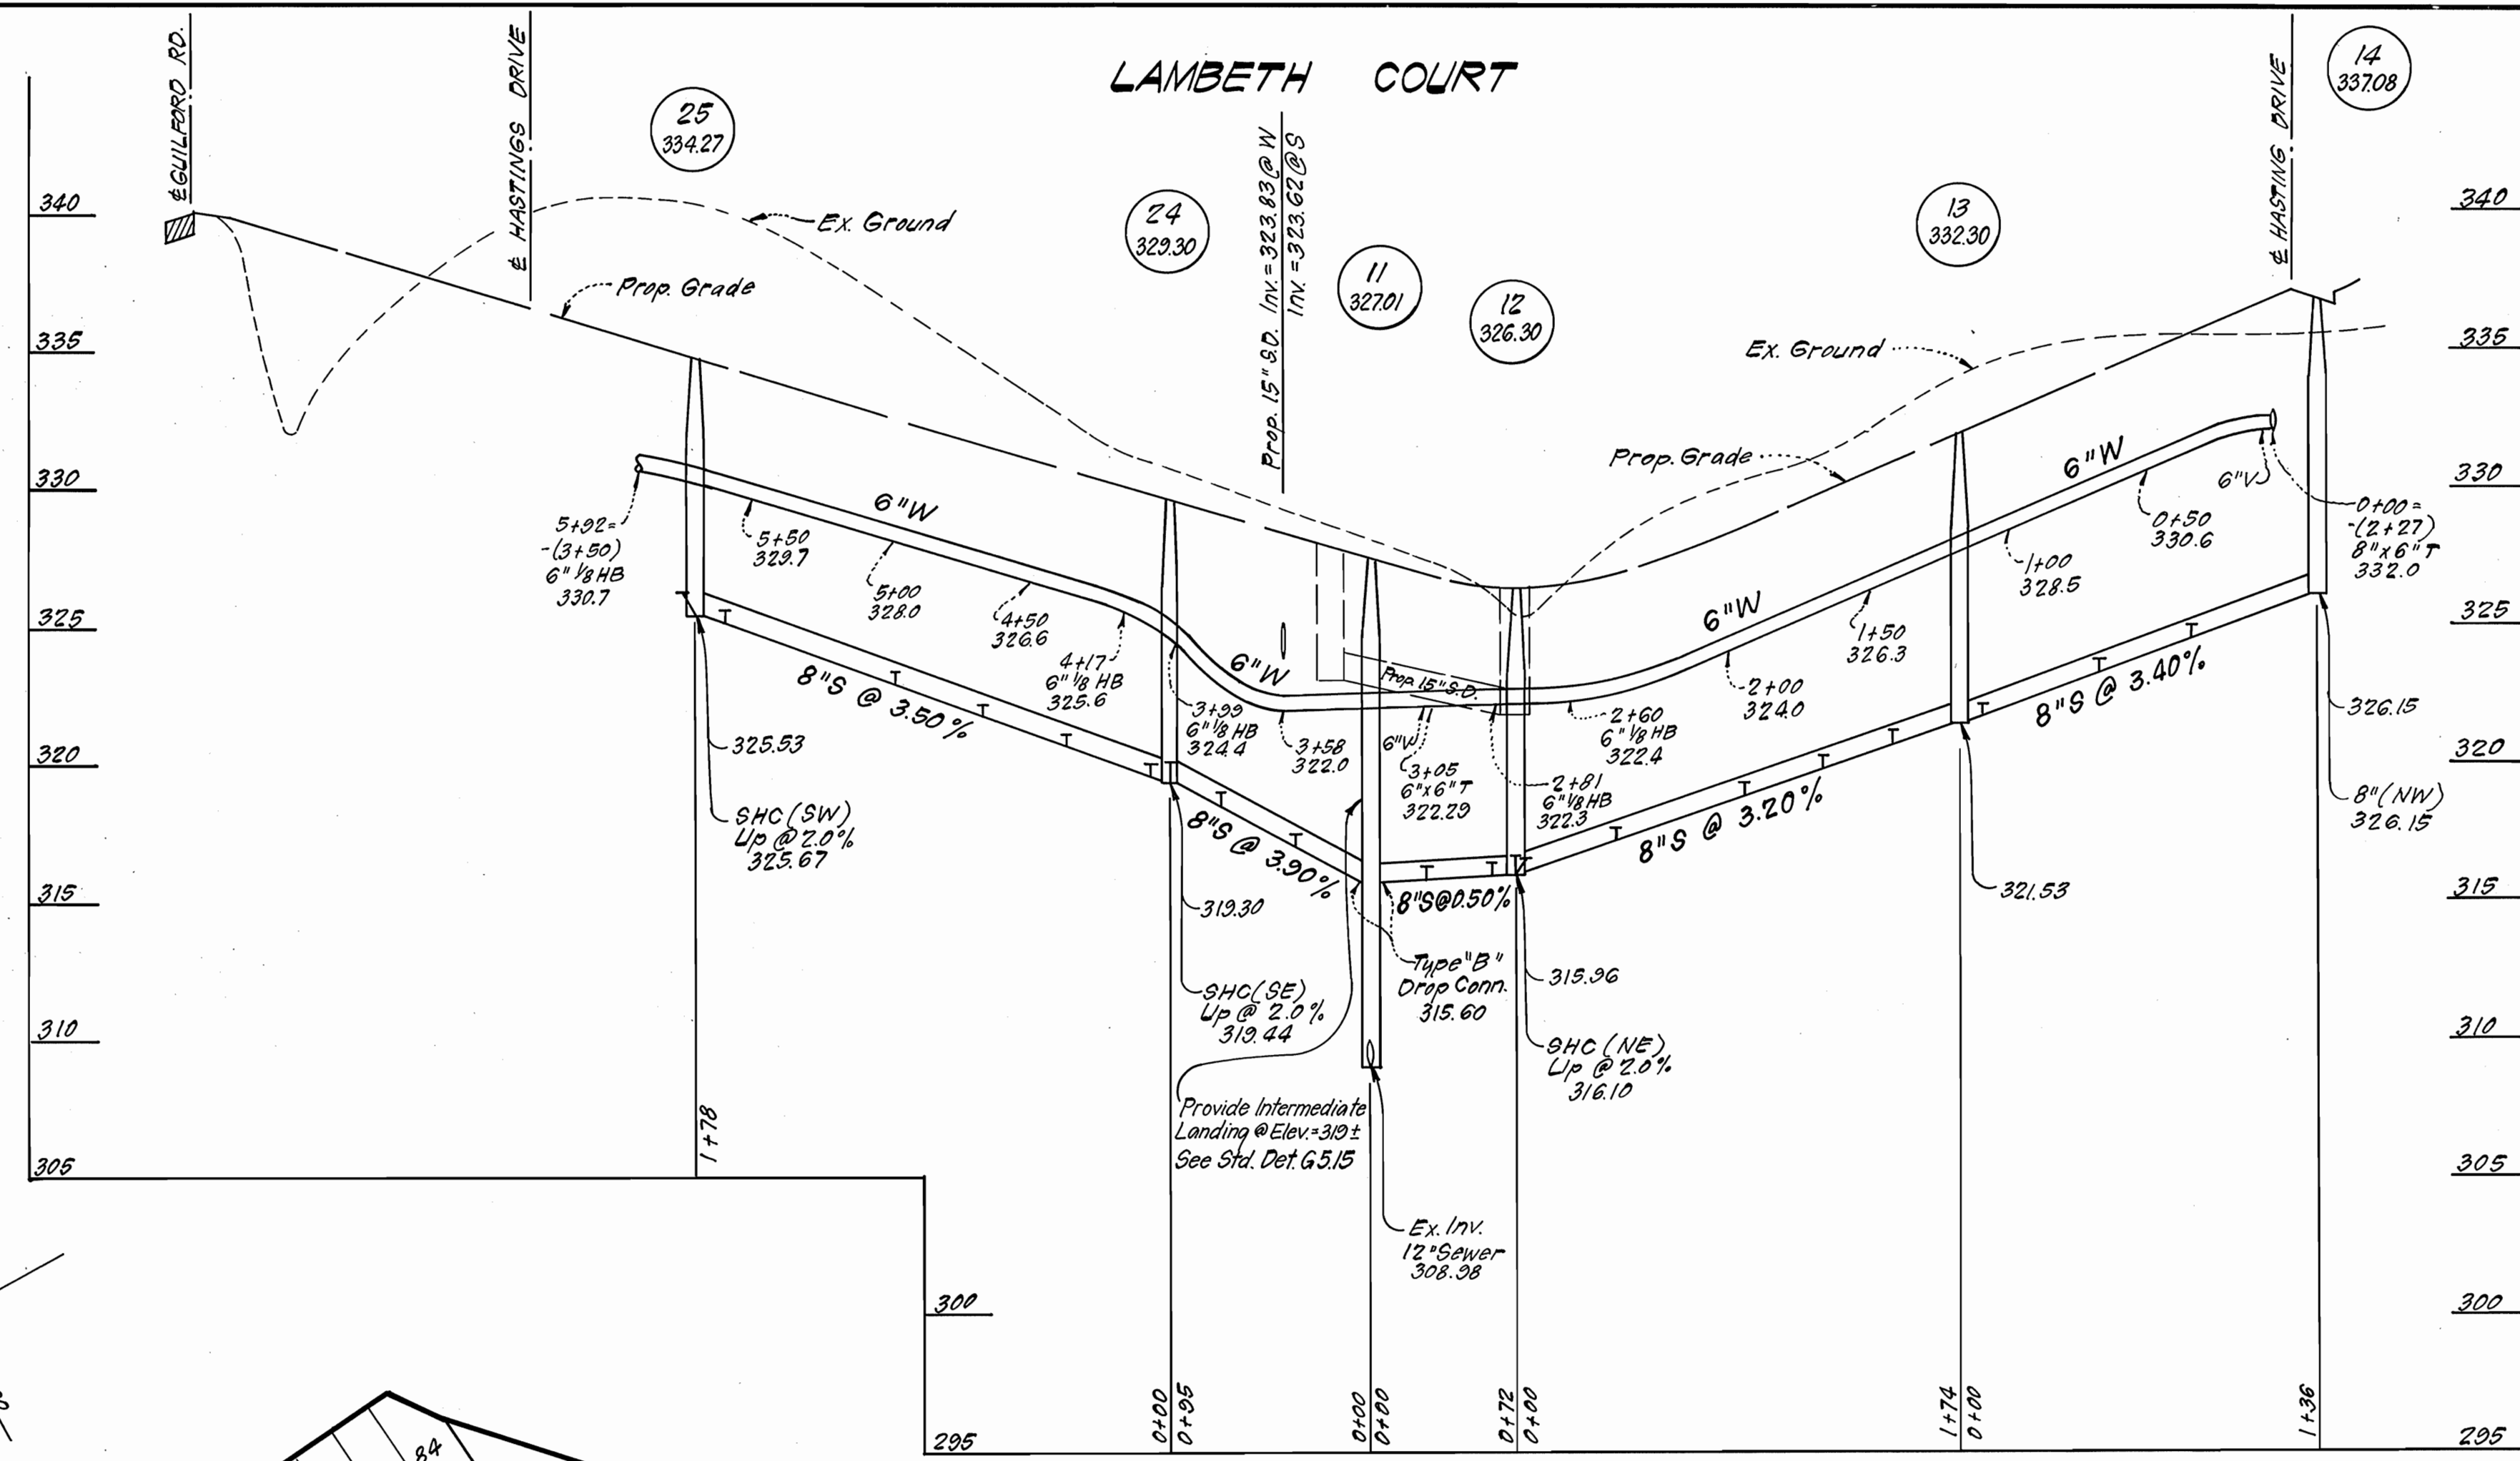 LAMBETH COURT
℄ GUILFORD RD.
℄ HASTINGS DRIVE
25
334.27
24
329.30
Prop. 15" S.D. Inv. = 323.83 @ W
Inv. = 323.62 @ S
11
327.01
12
326.30
13
332.30
℄ HASTING DRIVE
14
337.08
340
335
330
325
320
315
310
305
300
295
340
335
330
325
320
315
310
305
300
295
Ex. Ground
Prop. Grade
Ex. Ground
Prop. Grade
5+92=
-(3+50)
6" 1/8 HB
330.7
6"W
5+50
329.7
5+00
328.0
4+50
326.6
4+17
6" 1/8 HB
325.6
3+99
6" 1/8 HB
324.4
6"W
3+58
322.0
Prop. 15" S.D.
6"V
3+05
6"x6"T
322.29
2+81
6" 1/8 HB
322.3
2+60
6" 1/8 HB
322.4
6"W
2+00
324.0
1+50
326.3
1+00
328.5
6"W
0+50
330.6
6"V
0+00=
-(2+27)
8"x6"T
332.0
8"S @ 3.50%
8"S @ 3.90%
8"S@0.50%
8"S @ 3.20%
8"S @ 3.40%
325.53
SHC (SW)
Up @ 2.0%
325.67
319.30
SHC (SE)
Up @ 2.0%
319.44
Type "B"
Drop Conn.
315.60
315.96
SHC (NE)
Up @ 2.0%
316.10
321.53
326.15
8" (NW)
326.15
Provide Intermediate
Landing @ Elev. = 319 ±
See Std. Det. G 5.15
Ex. Inv.
12" Sewer
308.98
1+78
0+00
0+95
0+00
0+00
0+72
0+00
1+74
0+00
1+36
84